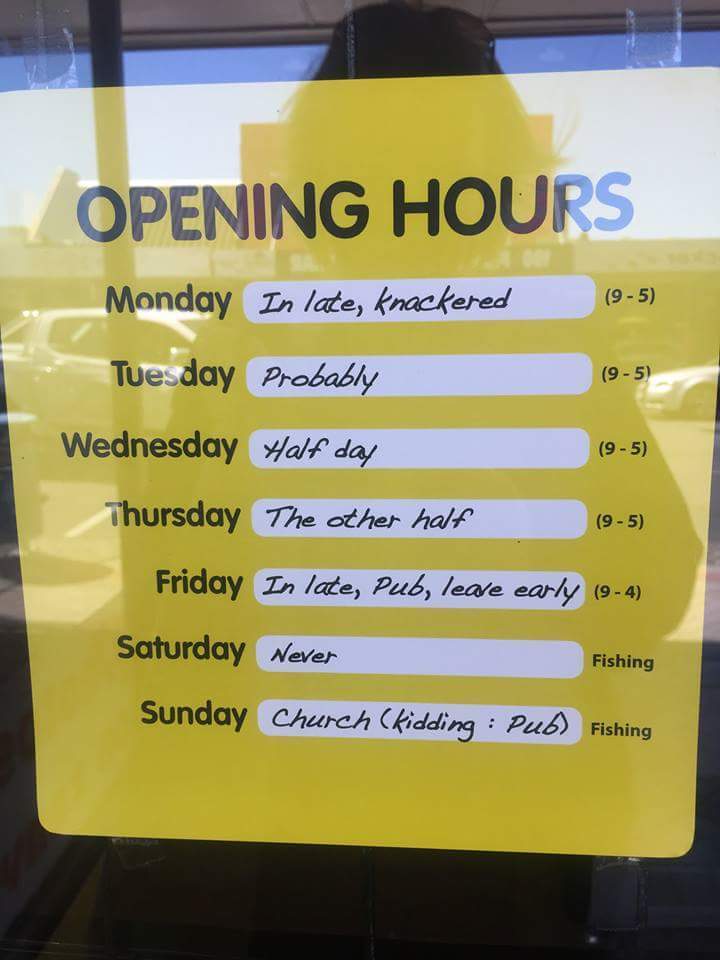 OPENING HOURS
Monday In late, knackered (9 - 5)
Tuesday Probably (9 - 5)
Wednesday Half day (9 - 5)
Thursday The other half (9 - 5)
Friday In late, Pub, leave early (9 - 4)
Saturday Never Fishing
Sunday Church (kidding : Pub) Fishing